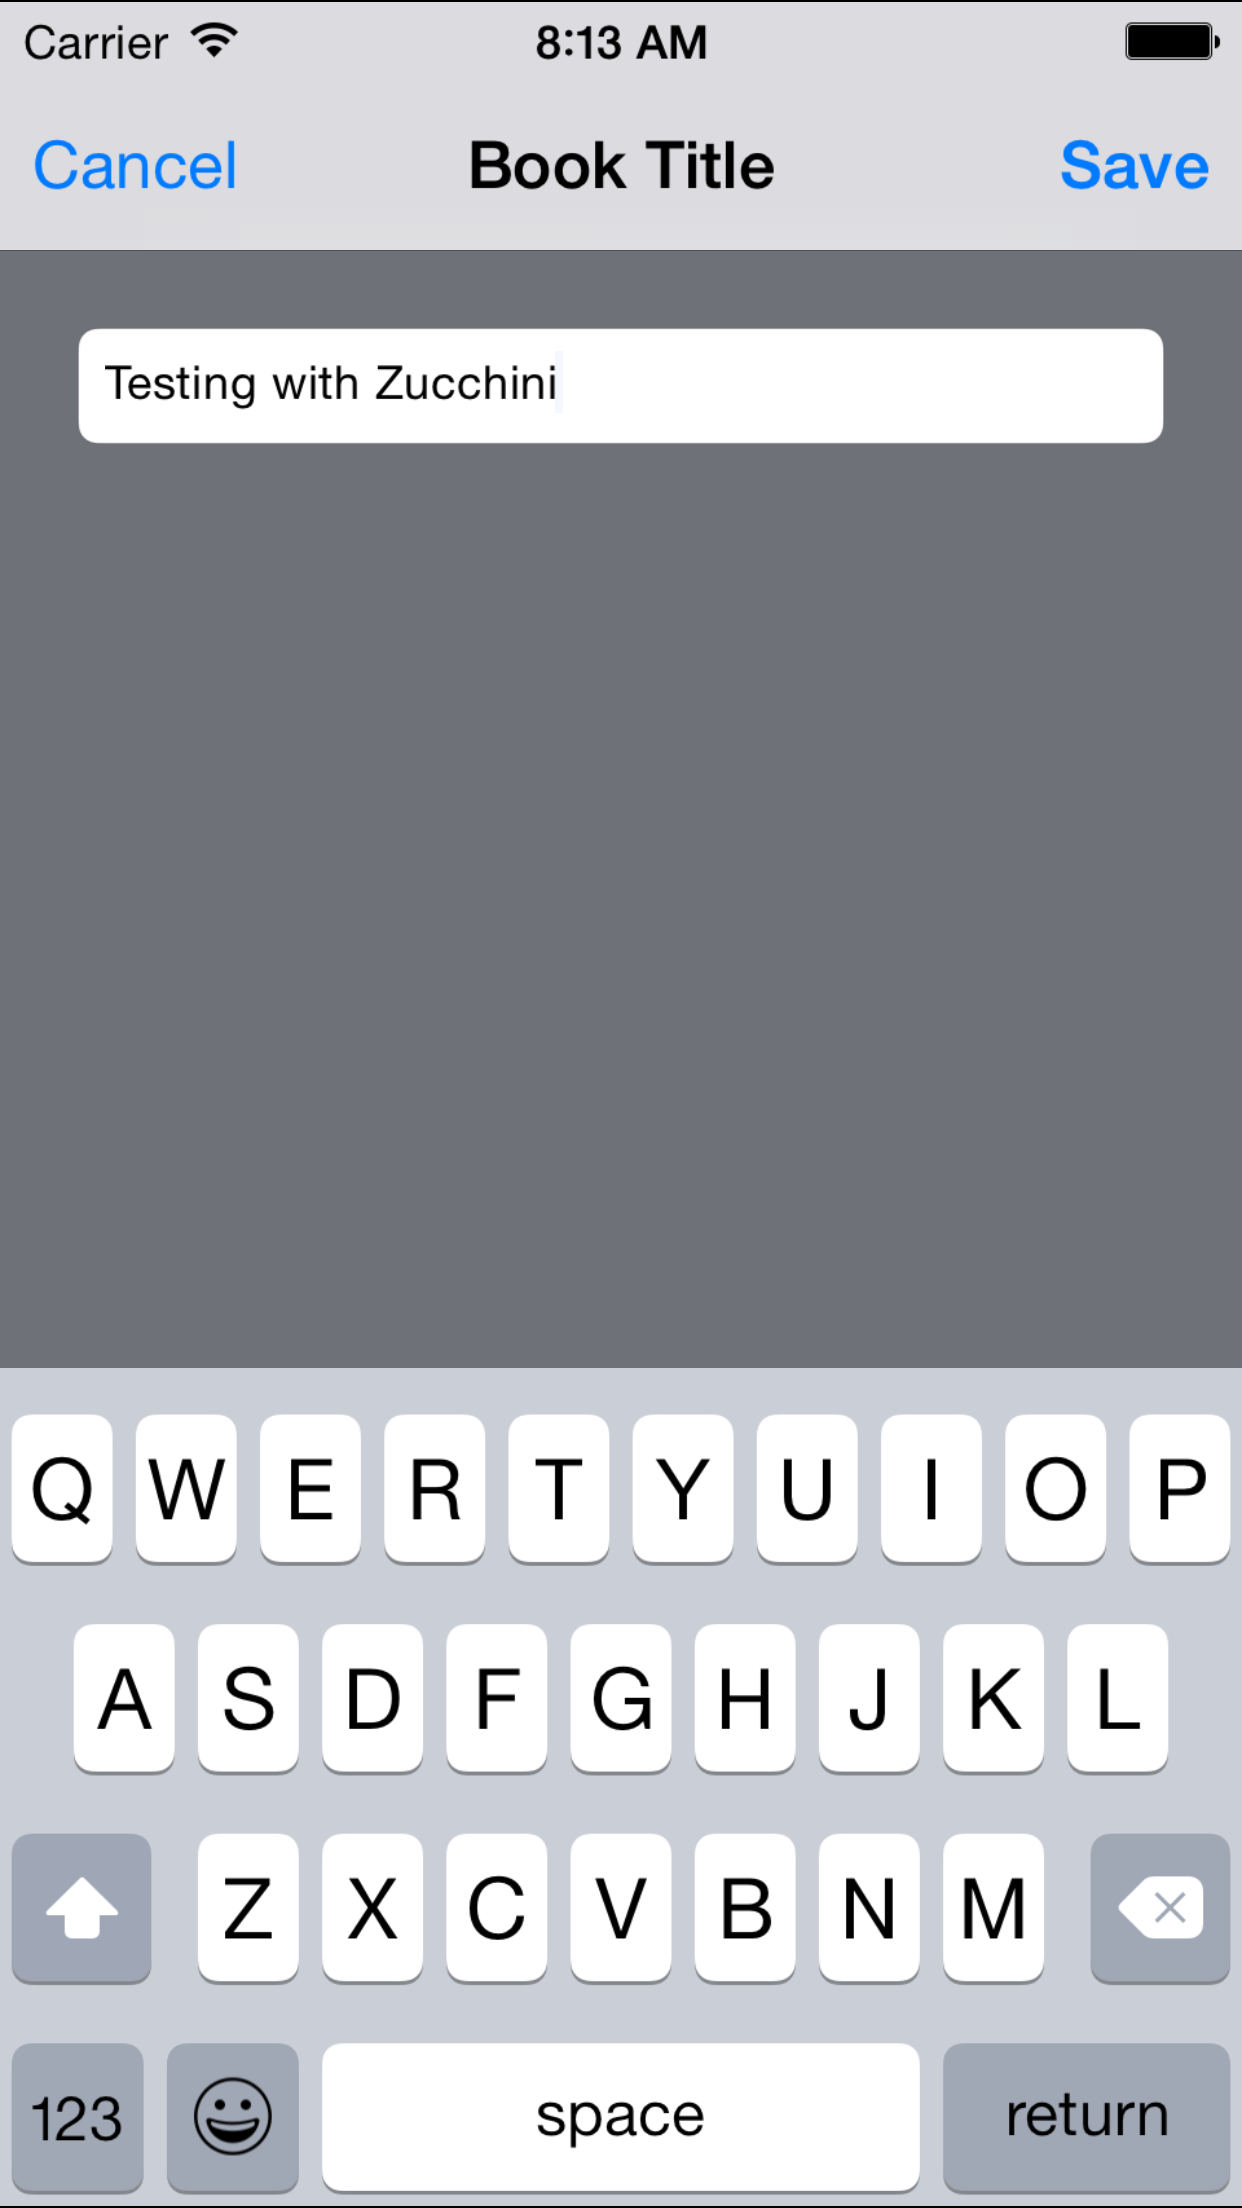 Carrier 8:13 AM
Cancel Book Title Save
Testing with Zucchini
Q W E R T Y U I O P
A S D F G H J K L
Z X C V B N M
123 space return